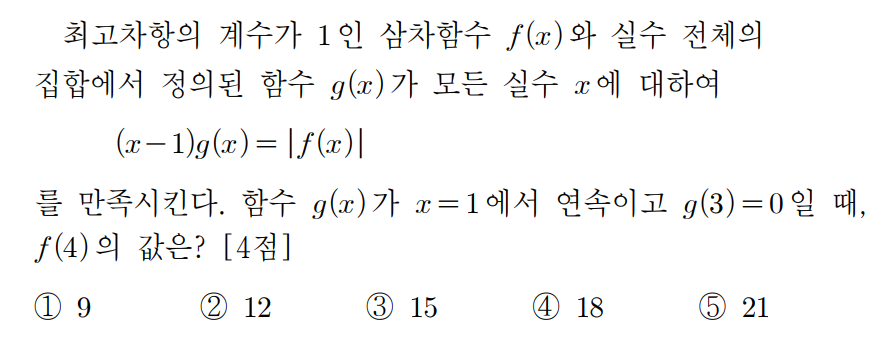 최고차항의 계수가 1인 삼차함수 f(x)와 실수 전체의
집합에서 정의된 함수 g(x)가 모든 실수 x에 대하여
(x-1)g(x)=|f(x)|
를 만족시킨다. 함수 g(x)가 x=1에서 연속이고 g(3)=0일 때,
f(4)의 값은? [4점]
① 9 ② 12 ③ 15 ④ 18 ⑤ 21